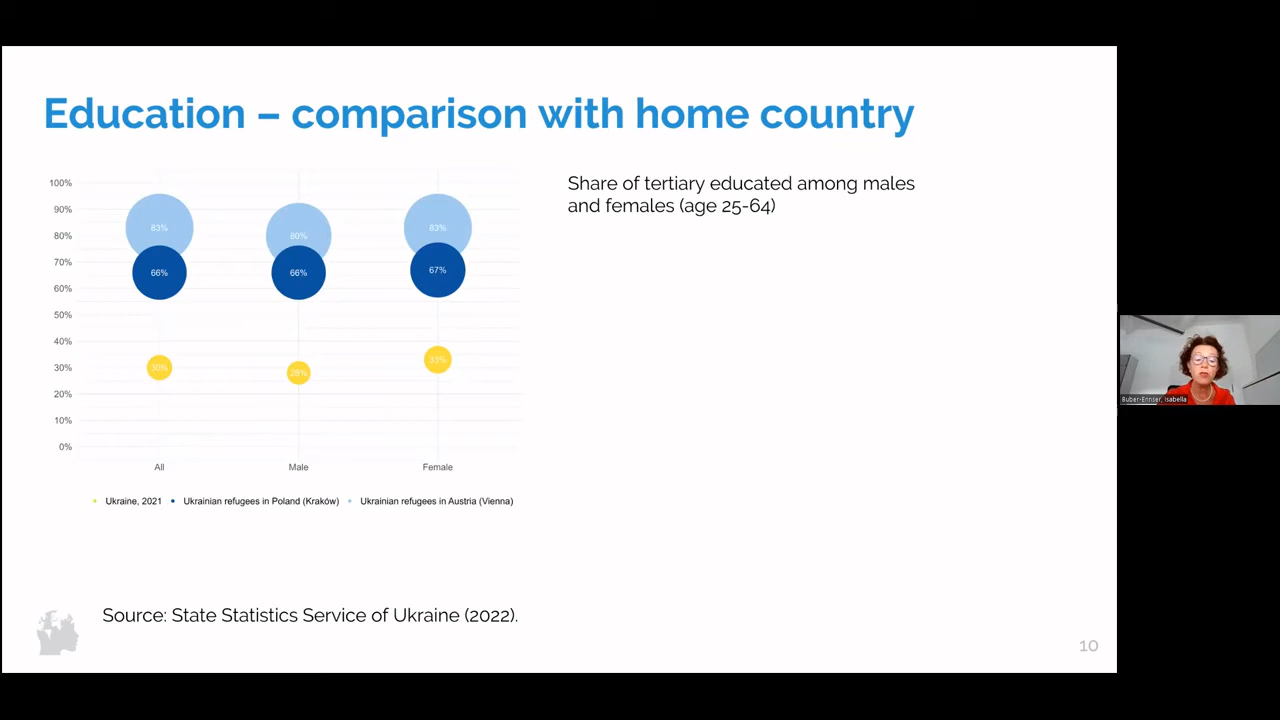 Education – comparison with home country
Share of tertiary educated among males
and females (age 25-64)
100%
90%
80%
70%
60%
50%
40%
30%
20%
10%
0%
83%
80%
83%
66%
66%
67%
30%
28%
33%
All
Male
Female
Ukraine, 2021
Ukrainian refugees in Poland (Kraków)
Ukrainian refugees in Austria (Vienna)
Source: State Statistics Service of Ukraine (2022).
10
Buber-Ennser, Isabella